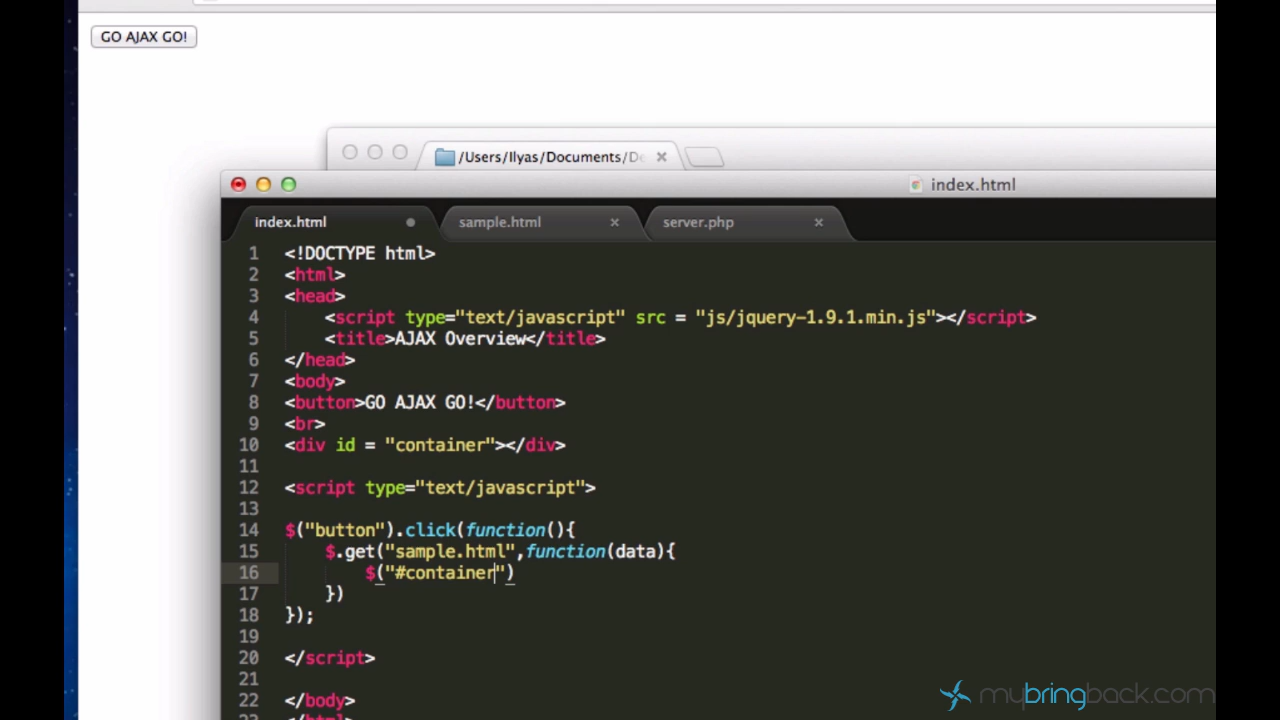 GO AJAX GO!
/Users/Ilyas/Documents/Do
index.html
index.html sample.html server.php
1 <!DOCTYPE html>
2 <html>
3 <head>
4 <script type="text/javascript" src = "js/jquery-1.9.1.min.js"></script>
5 <title>AJAX Overview</title>
6 </head>
7 <body>
8 <button>GO AJAX GO!</button>
9 <br>
10 <div id = "container"></div>
11
12 <script type="text/javascript">
13
14 $("button").click(function(){
15 $.get("sample.html",function(data){
16 $("#container")
17 })
18 });
19
20 </script>
21
22 </body>
23 </html>
mybringback.com